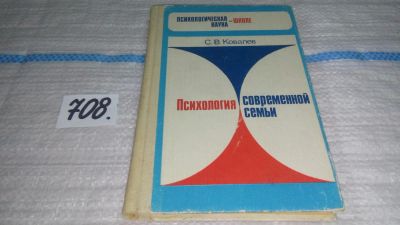 ПСИХОЛОГИЧЕСКАЯ
НАУКА – ШКОЛЕ
С. В. Ковалев
Психология современной
семьи
708.